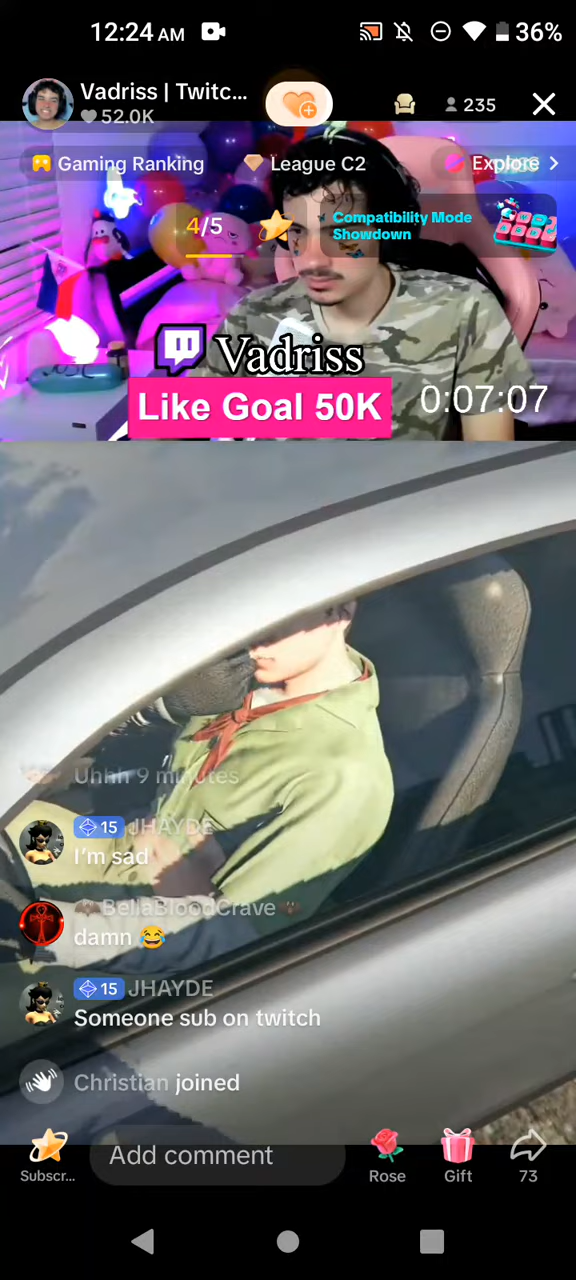 12:24 AM
36%
Vadriss | Twitc...
52.0K
235
Gaming Ranking
League C2
Explore >
4/5
Compatibility Mode
Showdown
Vadriss
Like Goal 50K
0:07:07
Uhhh 9 minutes
15 JHAYDE
I'm sad
BellaBloodCrave
damn 😂
15 JHAYDE
Someone sub on twitch
Christian joined
Subscr...
Add comment
Rose
Gift
73